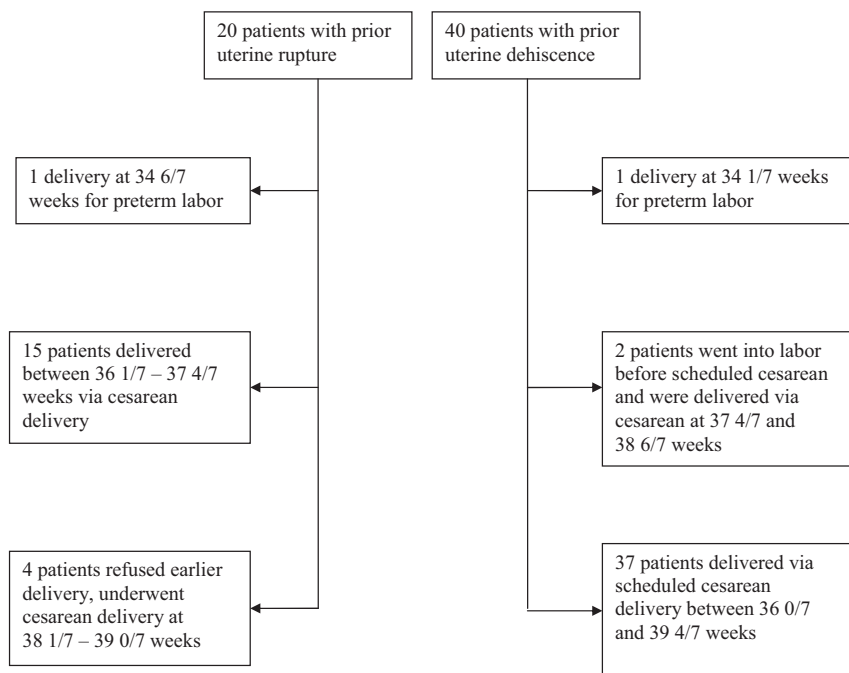 20 patients with prior
uterine rupture
40 patients with prior
uterine dehiscence
1 delivery at 34 6/7
weeks for preterm labor
1 delivery at 34 1/7 weeks
for preterm labor
15 patients delivered
between 36 1/7 – 37 4/7
weeks via cesarean
delivery
2 patients went into labor
before scheduled cesarean
and were delivered via
cesarean at 37 4/7 and
38 6/7 weeks
4 patients refused earlier
delivery, underwent
cesarean delivery at
38 1/7 – 39 0/7 weeks
37 patients delivered via
scheduled cesarean
delivery between 36 0/7
and 39 4/7 weeks